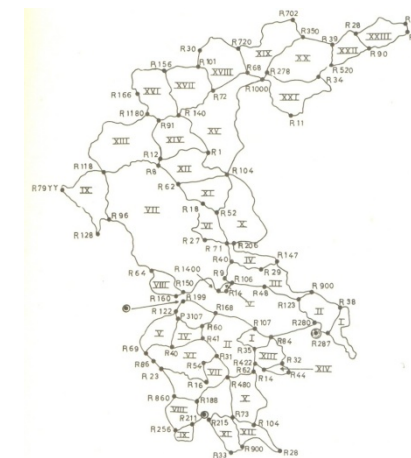 R702
R720
XIX
R350
R28
XXIII
R30
R39
XX
XXII
R90
R156
R101
XVIII
R68
R278
R520
XVII
R1000
R34
R166
XVI
R72
XXI
R1180
R140
R11
R91
XV
XIII
XIV
R12
R1
XII
R118
R8
R104
R79YY
IX
R62
XI
VII
R18
R52
R96
VI
X
R128
R27
R71
R206
R40
IV
R147
R64
R1400
R9
R29
VIII
R106
III
R150
R16
R48
R900
R160
R199
R123
R38
R122
R168
II
P3107
R280
I
V
R60
R107
R287
IV
R41
II
I
R84
R69
R40
R31
R35
XIII
R86
R54
R422
R32
R23
VII
R62
XIV
R16
R480
R14
R44
R860
R188
V
VIII
R211
R73
R256
R215
R104
IX
XI
XII
R33
R900
R28